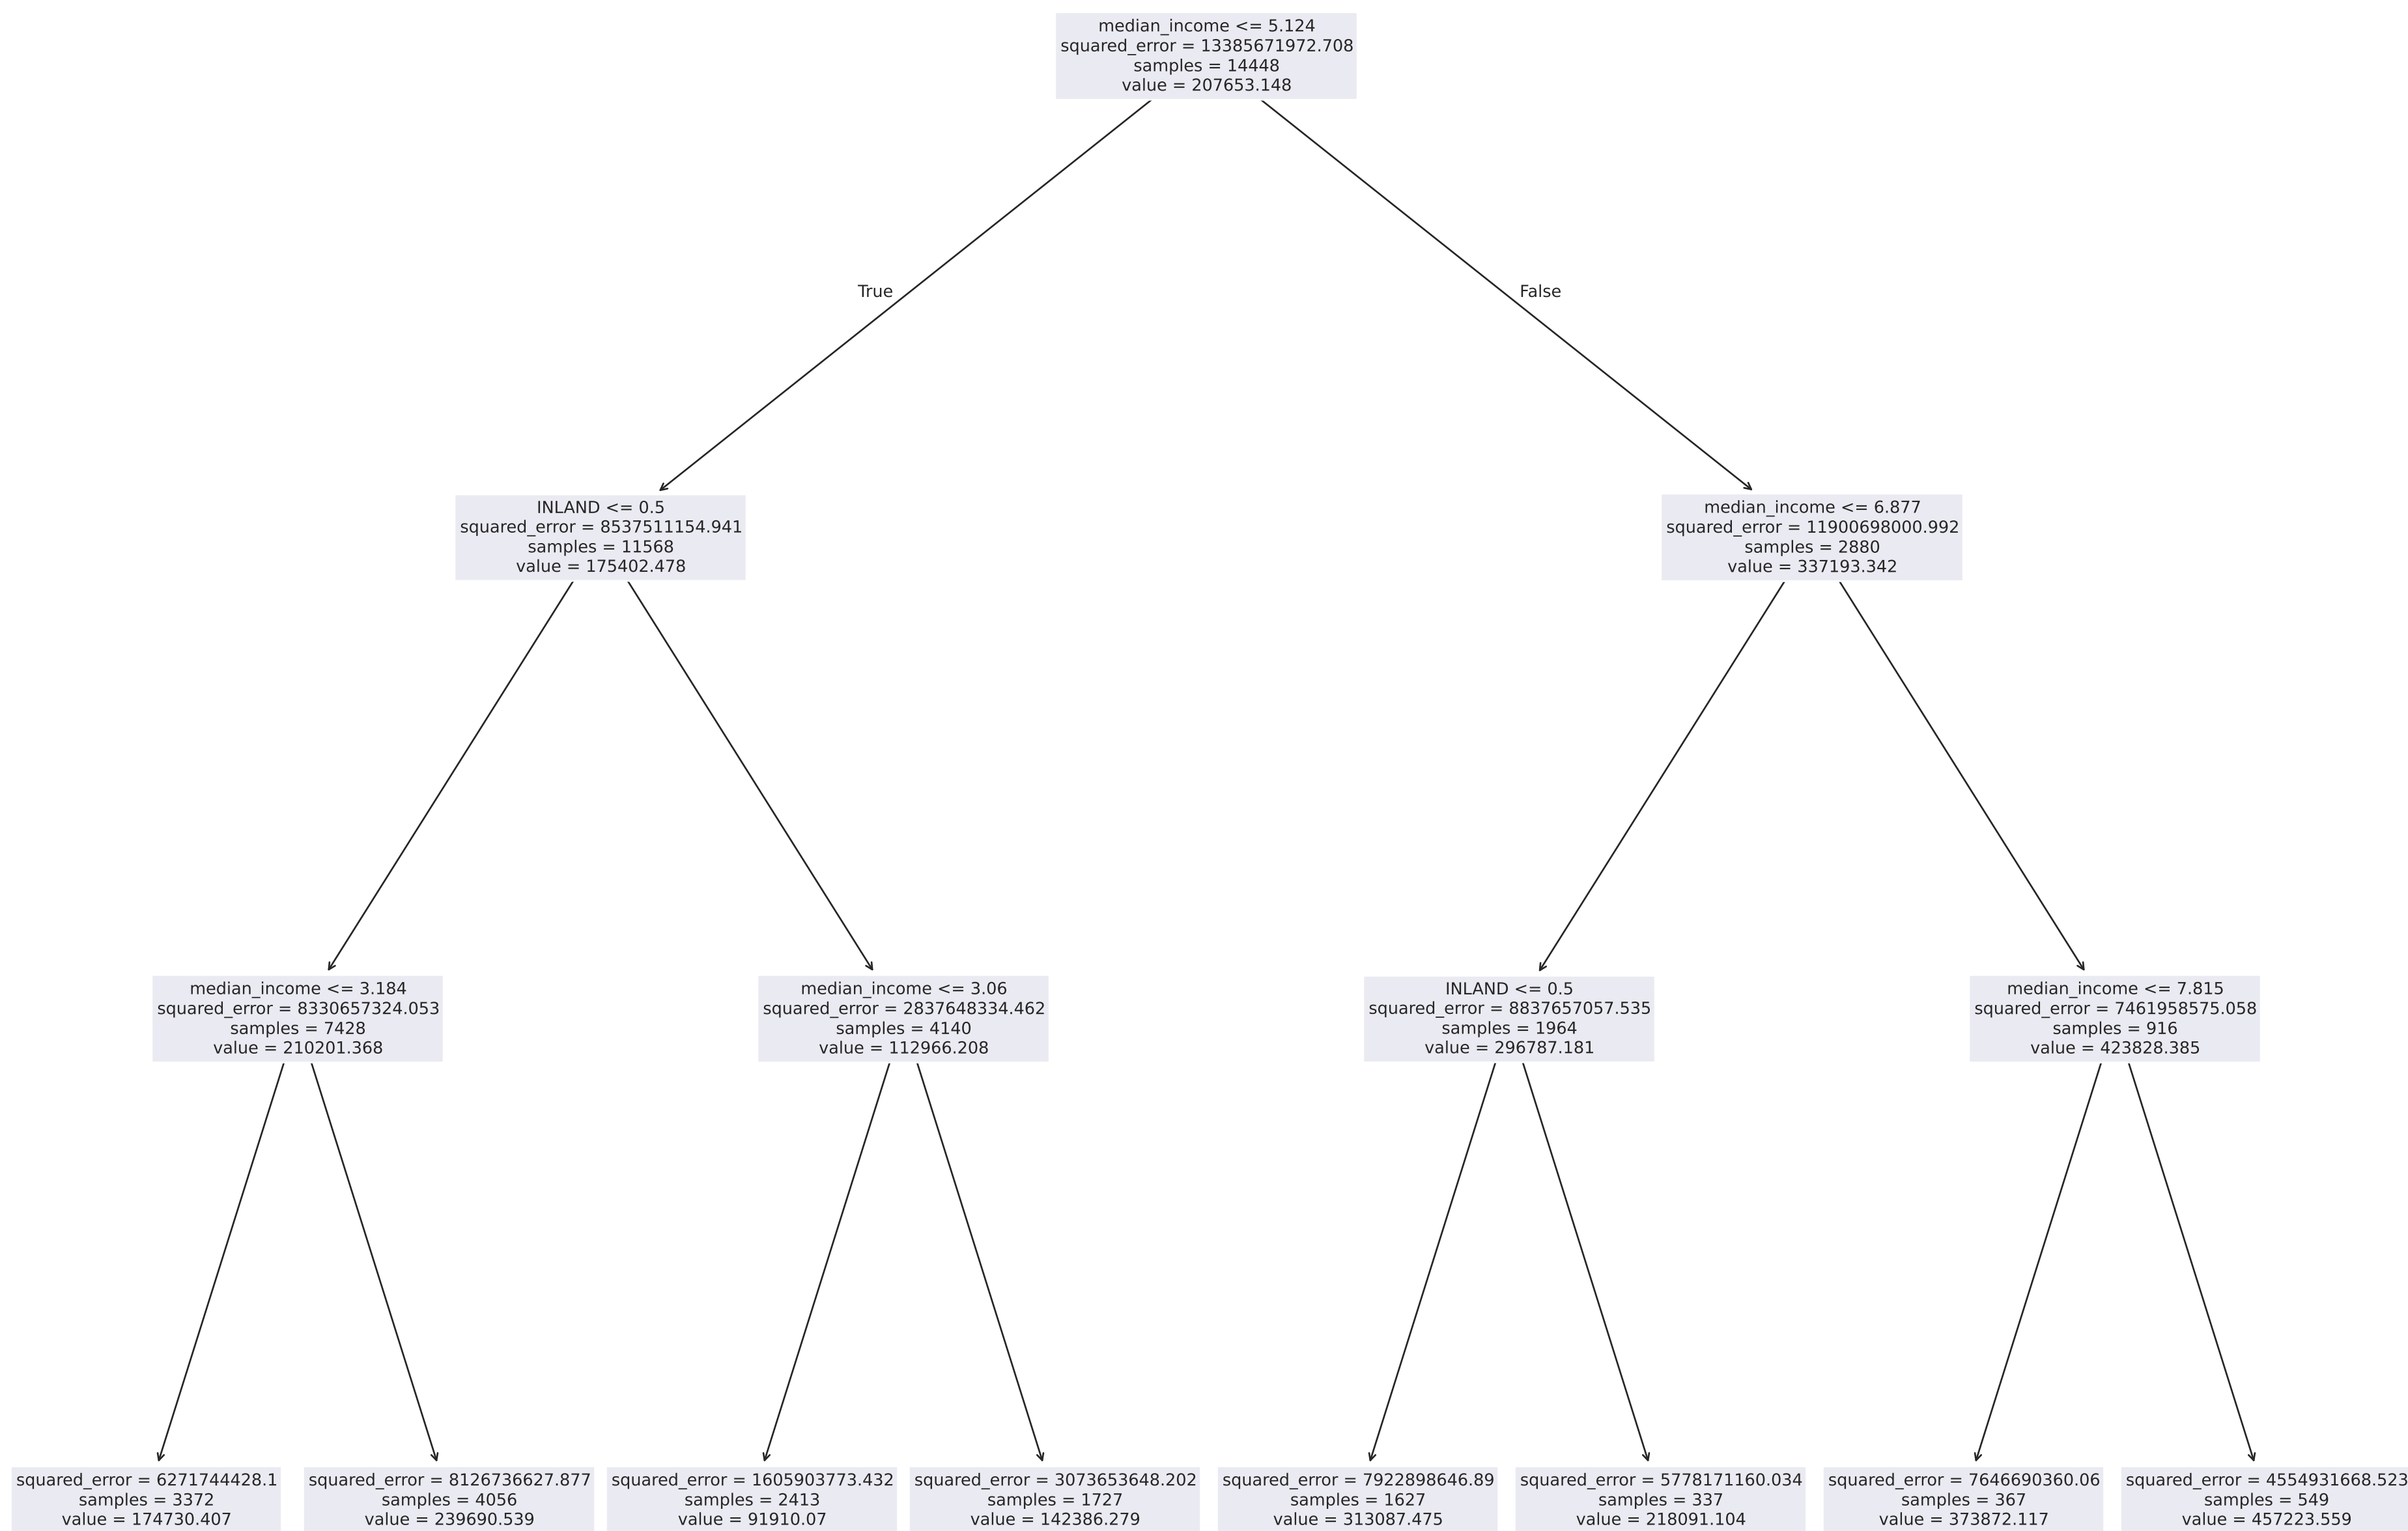 median_income <= 5.124
squared_error = 13385671972.708
samples = 14448
value = 207653.148
True
False
INLAND <= 0.5
squared_error = 8537511154.941
samples = 11568
value = 175402.478
median_income <= 6.877
squared_error = 11900698000.992
samples = 2880
value = 337193.342
median_income <= 3.184
squared_error = 8330657324.053
samples = 7428
value = 210201.368
median_income <= 3.06
squared_error = 2837648334.462
samples = 4140
value = 112966.208
INLAND <= 0.5
squared_error = 8837657057.535
samples = 1964
value = 296787.181
median_income <= 7.815
squared_error = 7461958575.058
samples = 916
value = 423828.385
squared_error = 6271744428.1
samples = 3372
value = 174730.407
squared_error = 8126736627.877
samples = 4056
value = 239690.539
squared_error = 1605903773.432
samples = 2413
value = 91910.07
squared_error = 3073653648.202
samples = 1727
value = 142386.279
squared_error = 7922898646.89
samples = 1627
value = 313087.475
squared_error = 5778171160.034
samples = 337
value = 218091.104
squared_error = 7646690360.06
samples = 367
value = 373872.117
squared_error = 4554931668.523
samples = 549
value = 457223.559